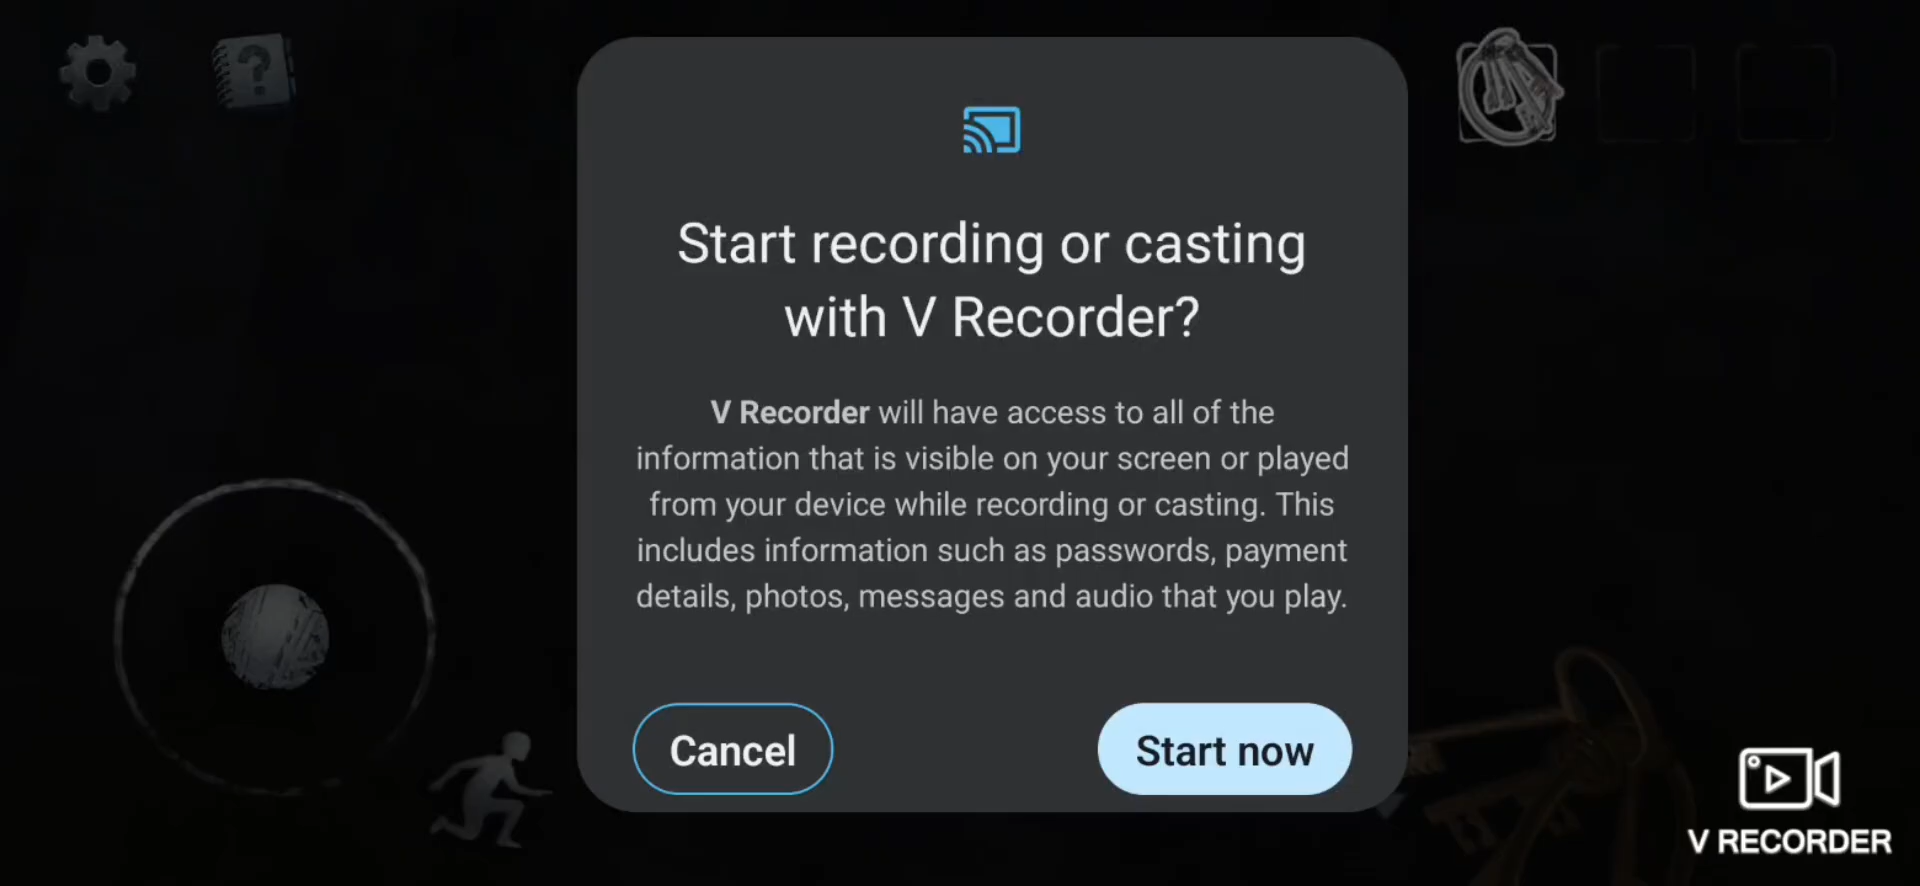 Start recording or casting
with V Recorder?
V Recorder will have access to all of the
information that is visible on your screen or played
from your device while recording or casting. This
includes information such as passwords, payment
details, photos, messages and audio that you play.
Cancel
Start now
V RECORDER
?